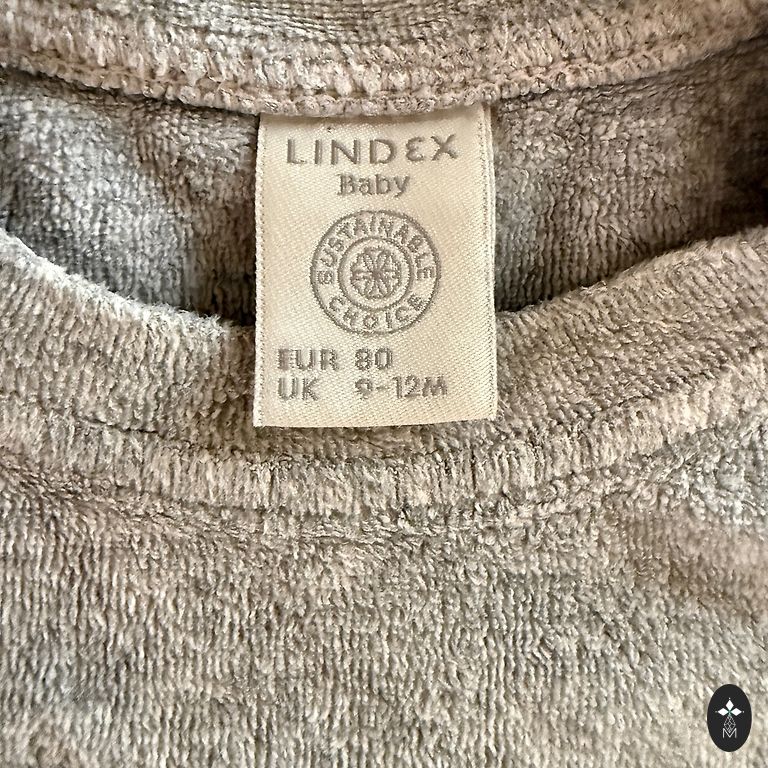 LINDEX
Baby
SUSTAINABLE
CHOICE
EUR 80
UK 9-12M
M